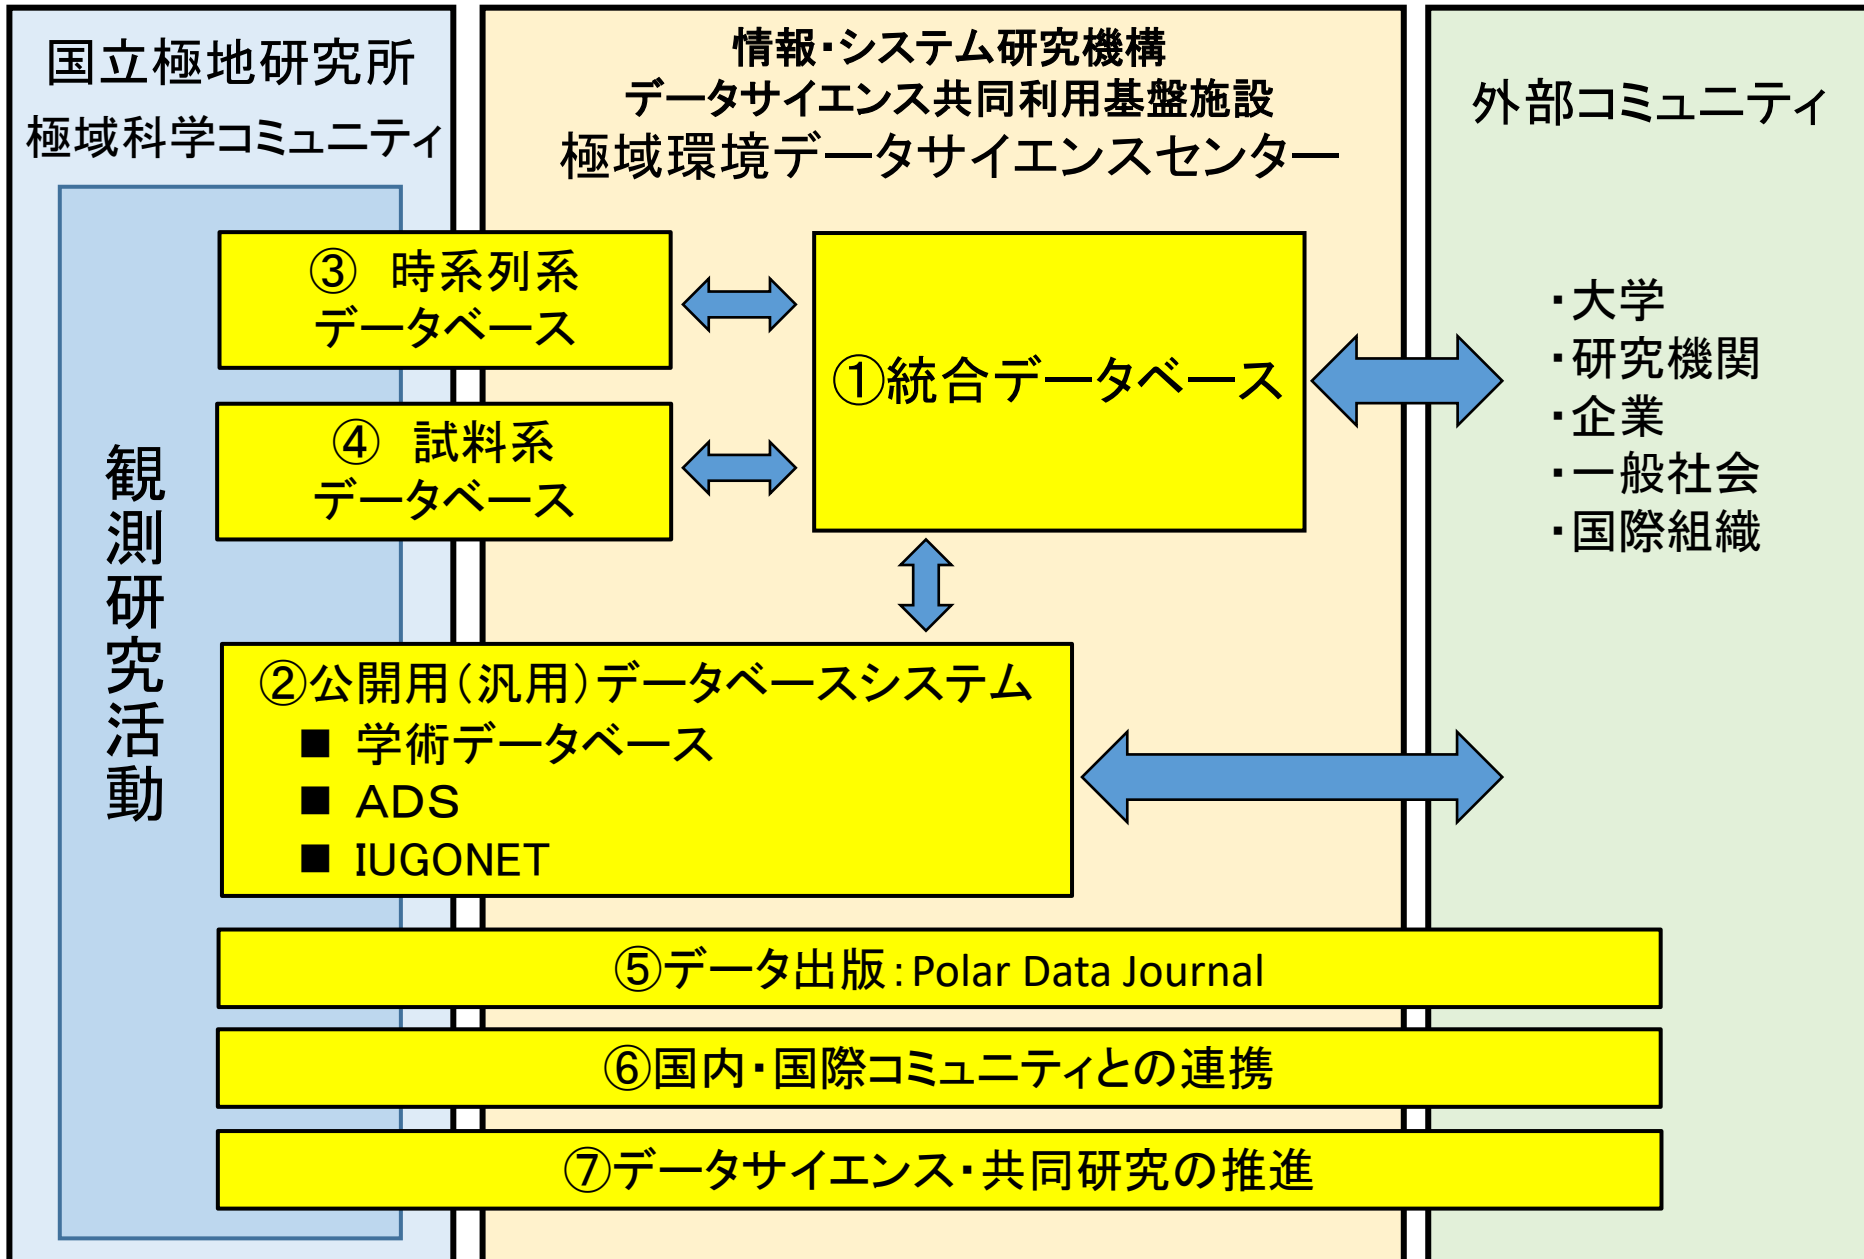 国立極地研究所
極域科学コミュニティ
観測研究活動
情報・システム研究機構
データサイエンス共同利用基盤施設
極域環境データサイエンスセンター
③　時系列系
データベース
④　試料系
データベース
①統合データベース
②公開用（汎用）データベースシステム
■ 学術データベース
■ ADS
■ IUGONET
外部コミュニティ
・大学
・研究機関
・企業
・一般社会
・国際組織
⑤データ出版：Polar Data Journal
⑥国内・国際コミュニティとの連携
⑦データサイエンス・共同研究の推進